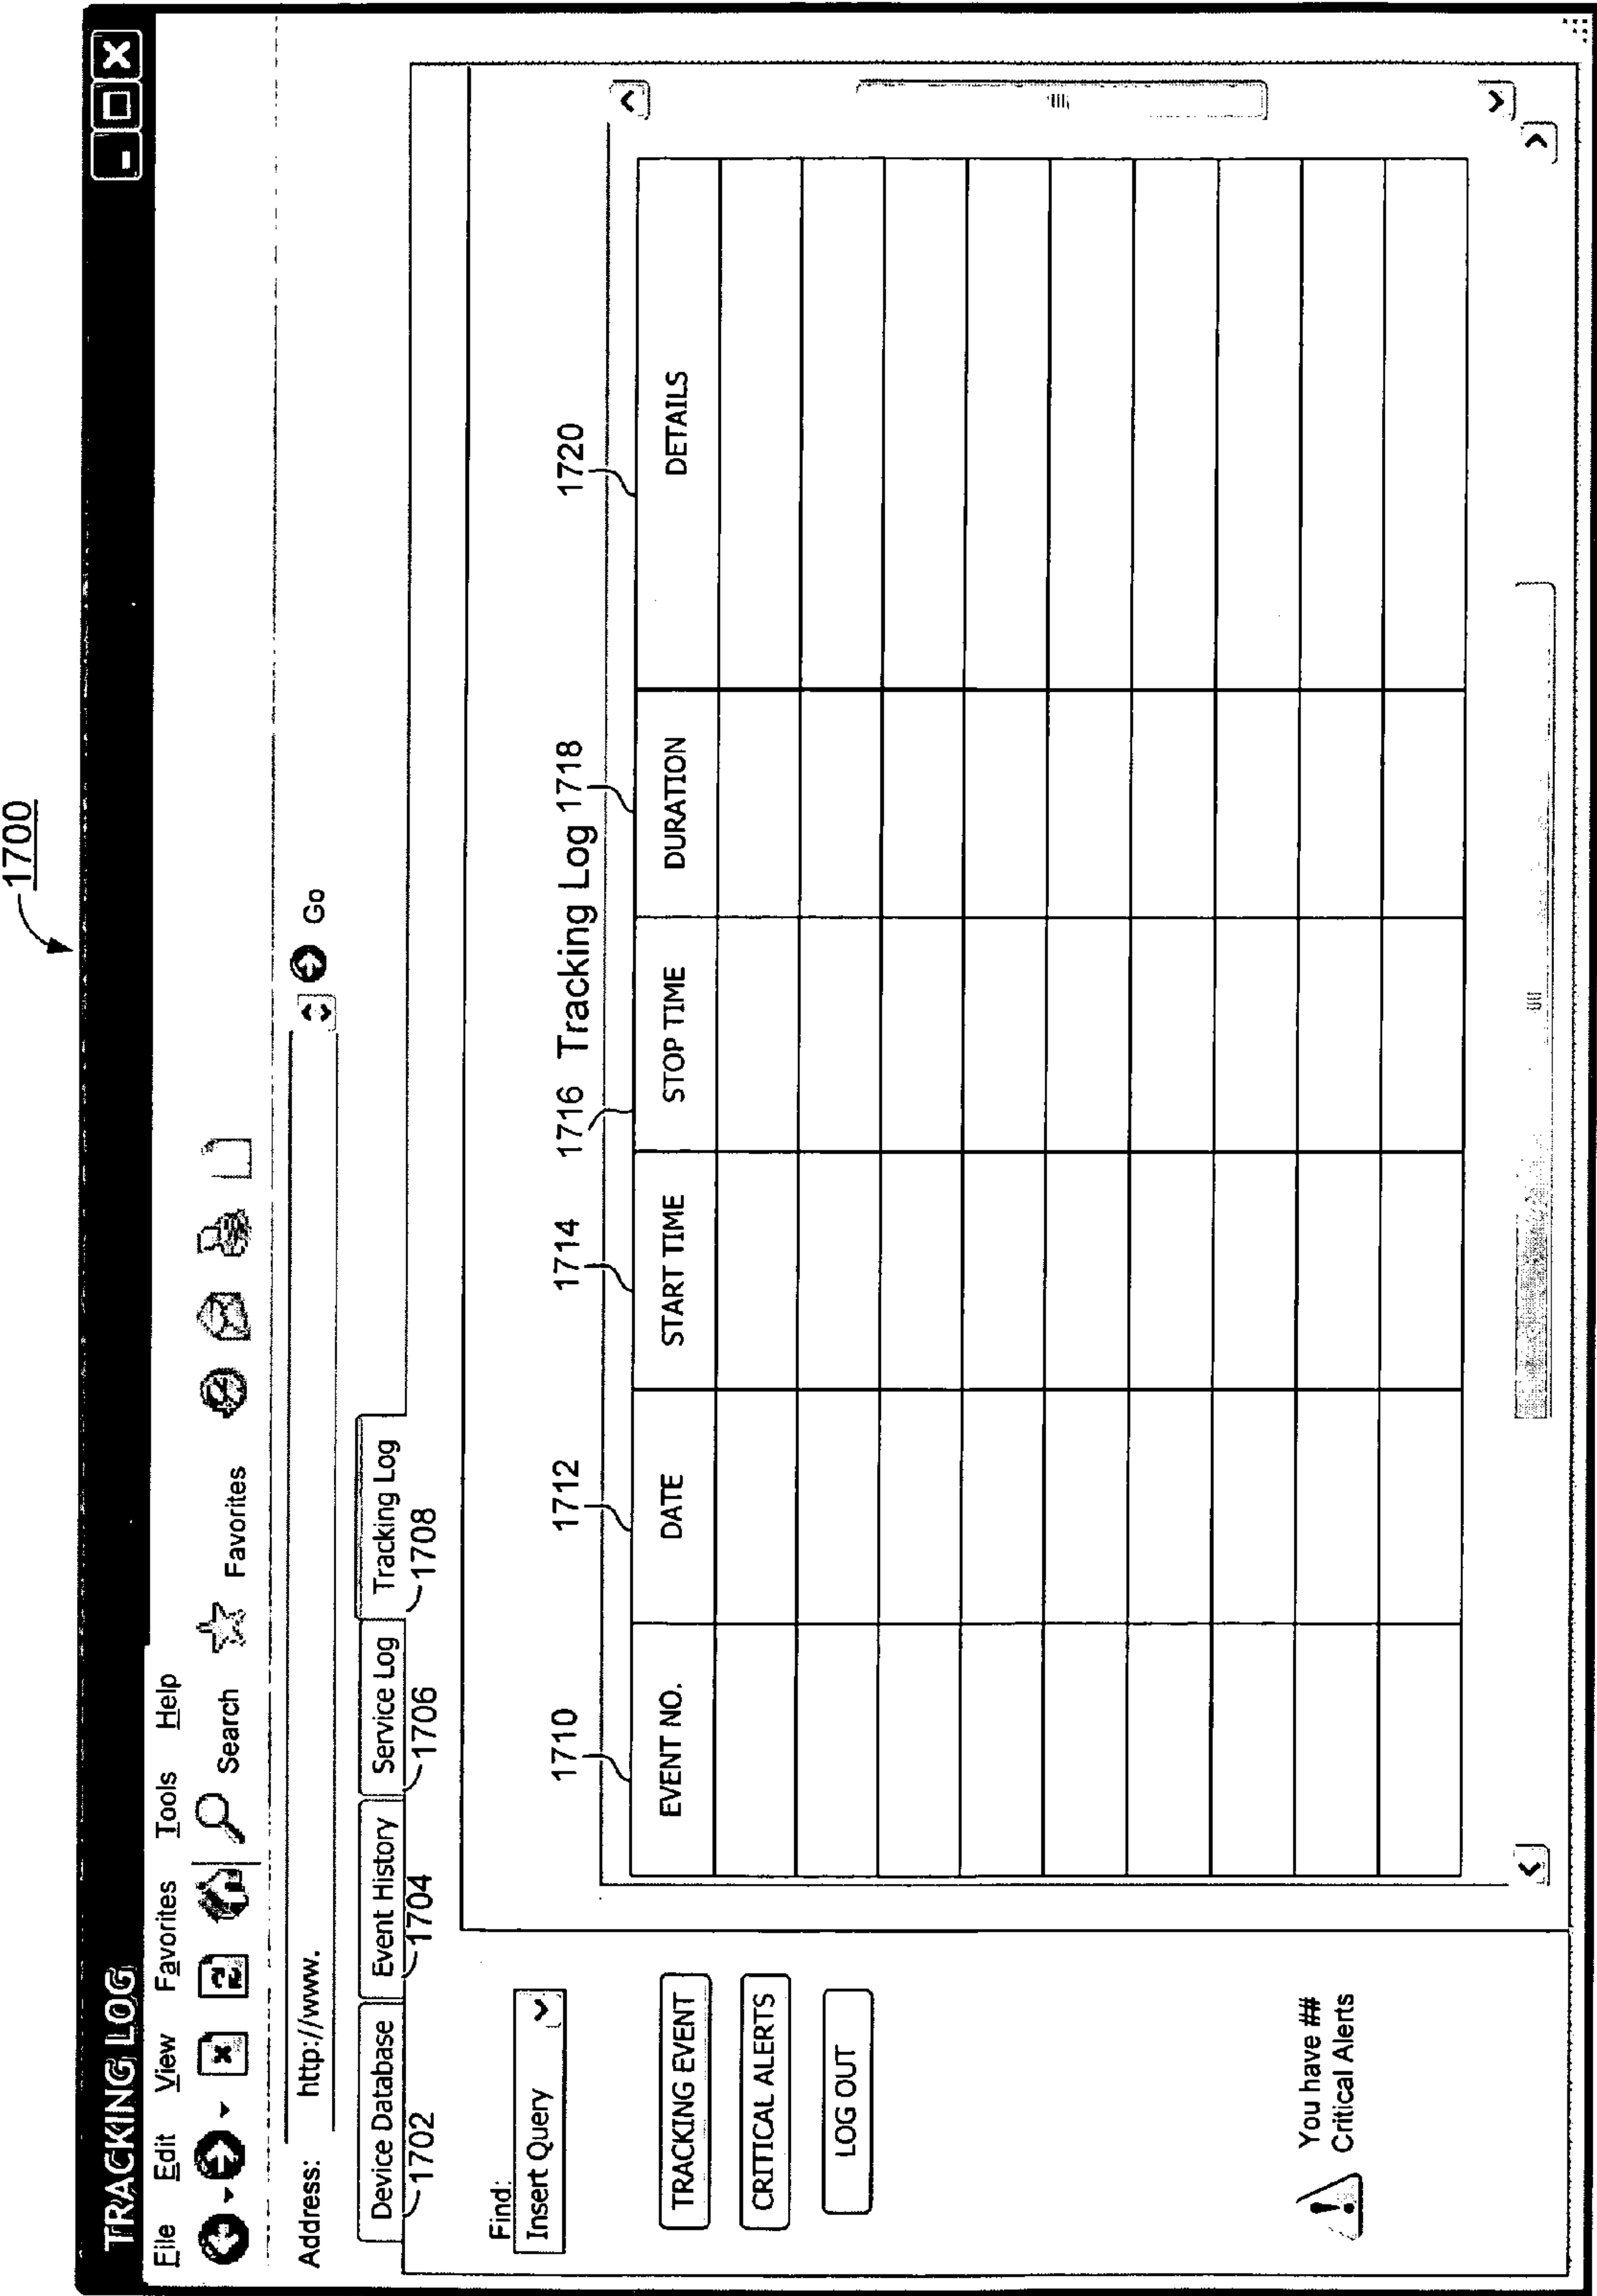 1700
TRACKING LOG
File Edit View Favorites Tools Help
Search Favorites
Address: http://www. Go
Device Database Event History Service Log Tracking Log
1702 1704 1706 1708
Find:
Insert Query
TRACKING EVENT
CRITICAL ALERTS
LOG OUT
You have ##
Critical Alerts
1710 1712 1714 1716 Tracking Log 1718 1720
EVENT NO. DATE START TIME STOP TIME DURATION DETAILS